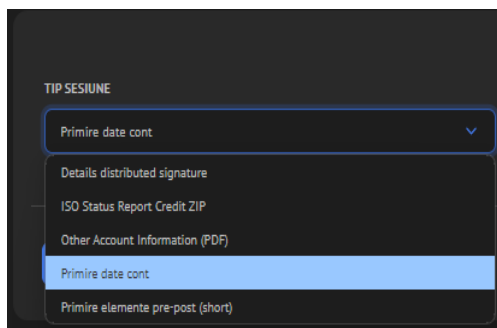 TIP SESIUNE
Primire date cont
Details distributed signature
ISO Status Report Credit ZIP
Other Account Information (PDF)
Primire date cont
Primire elemente pre-post (short)